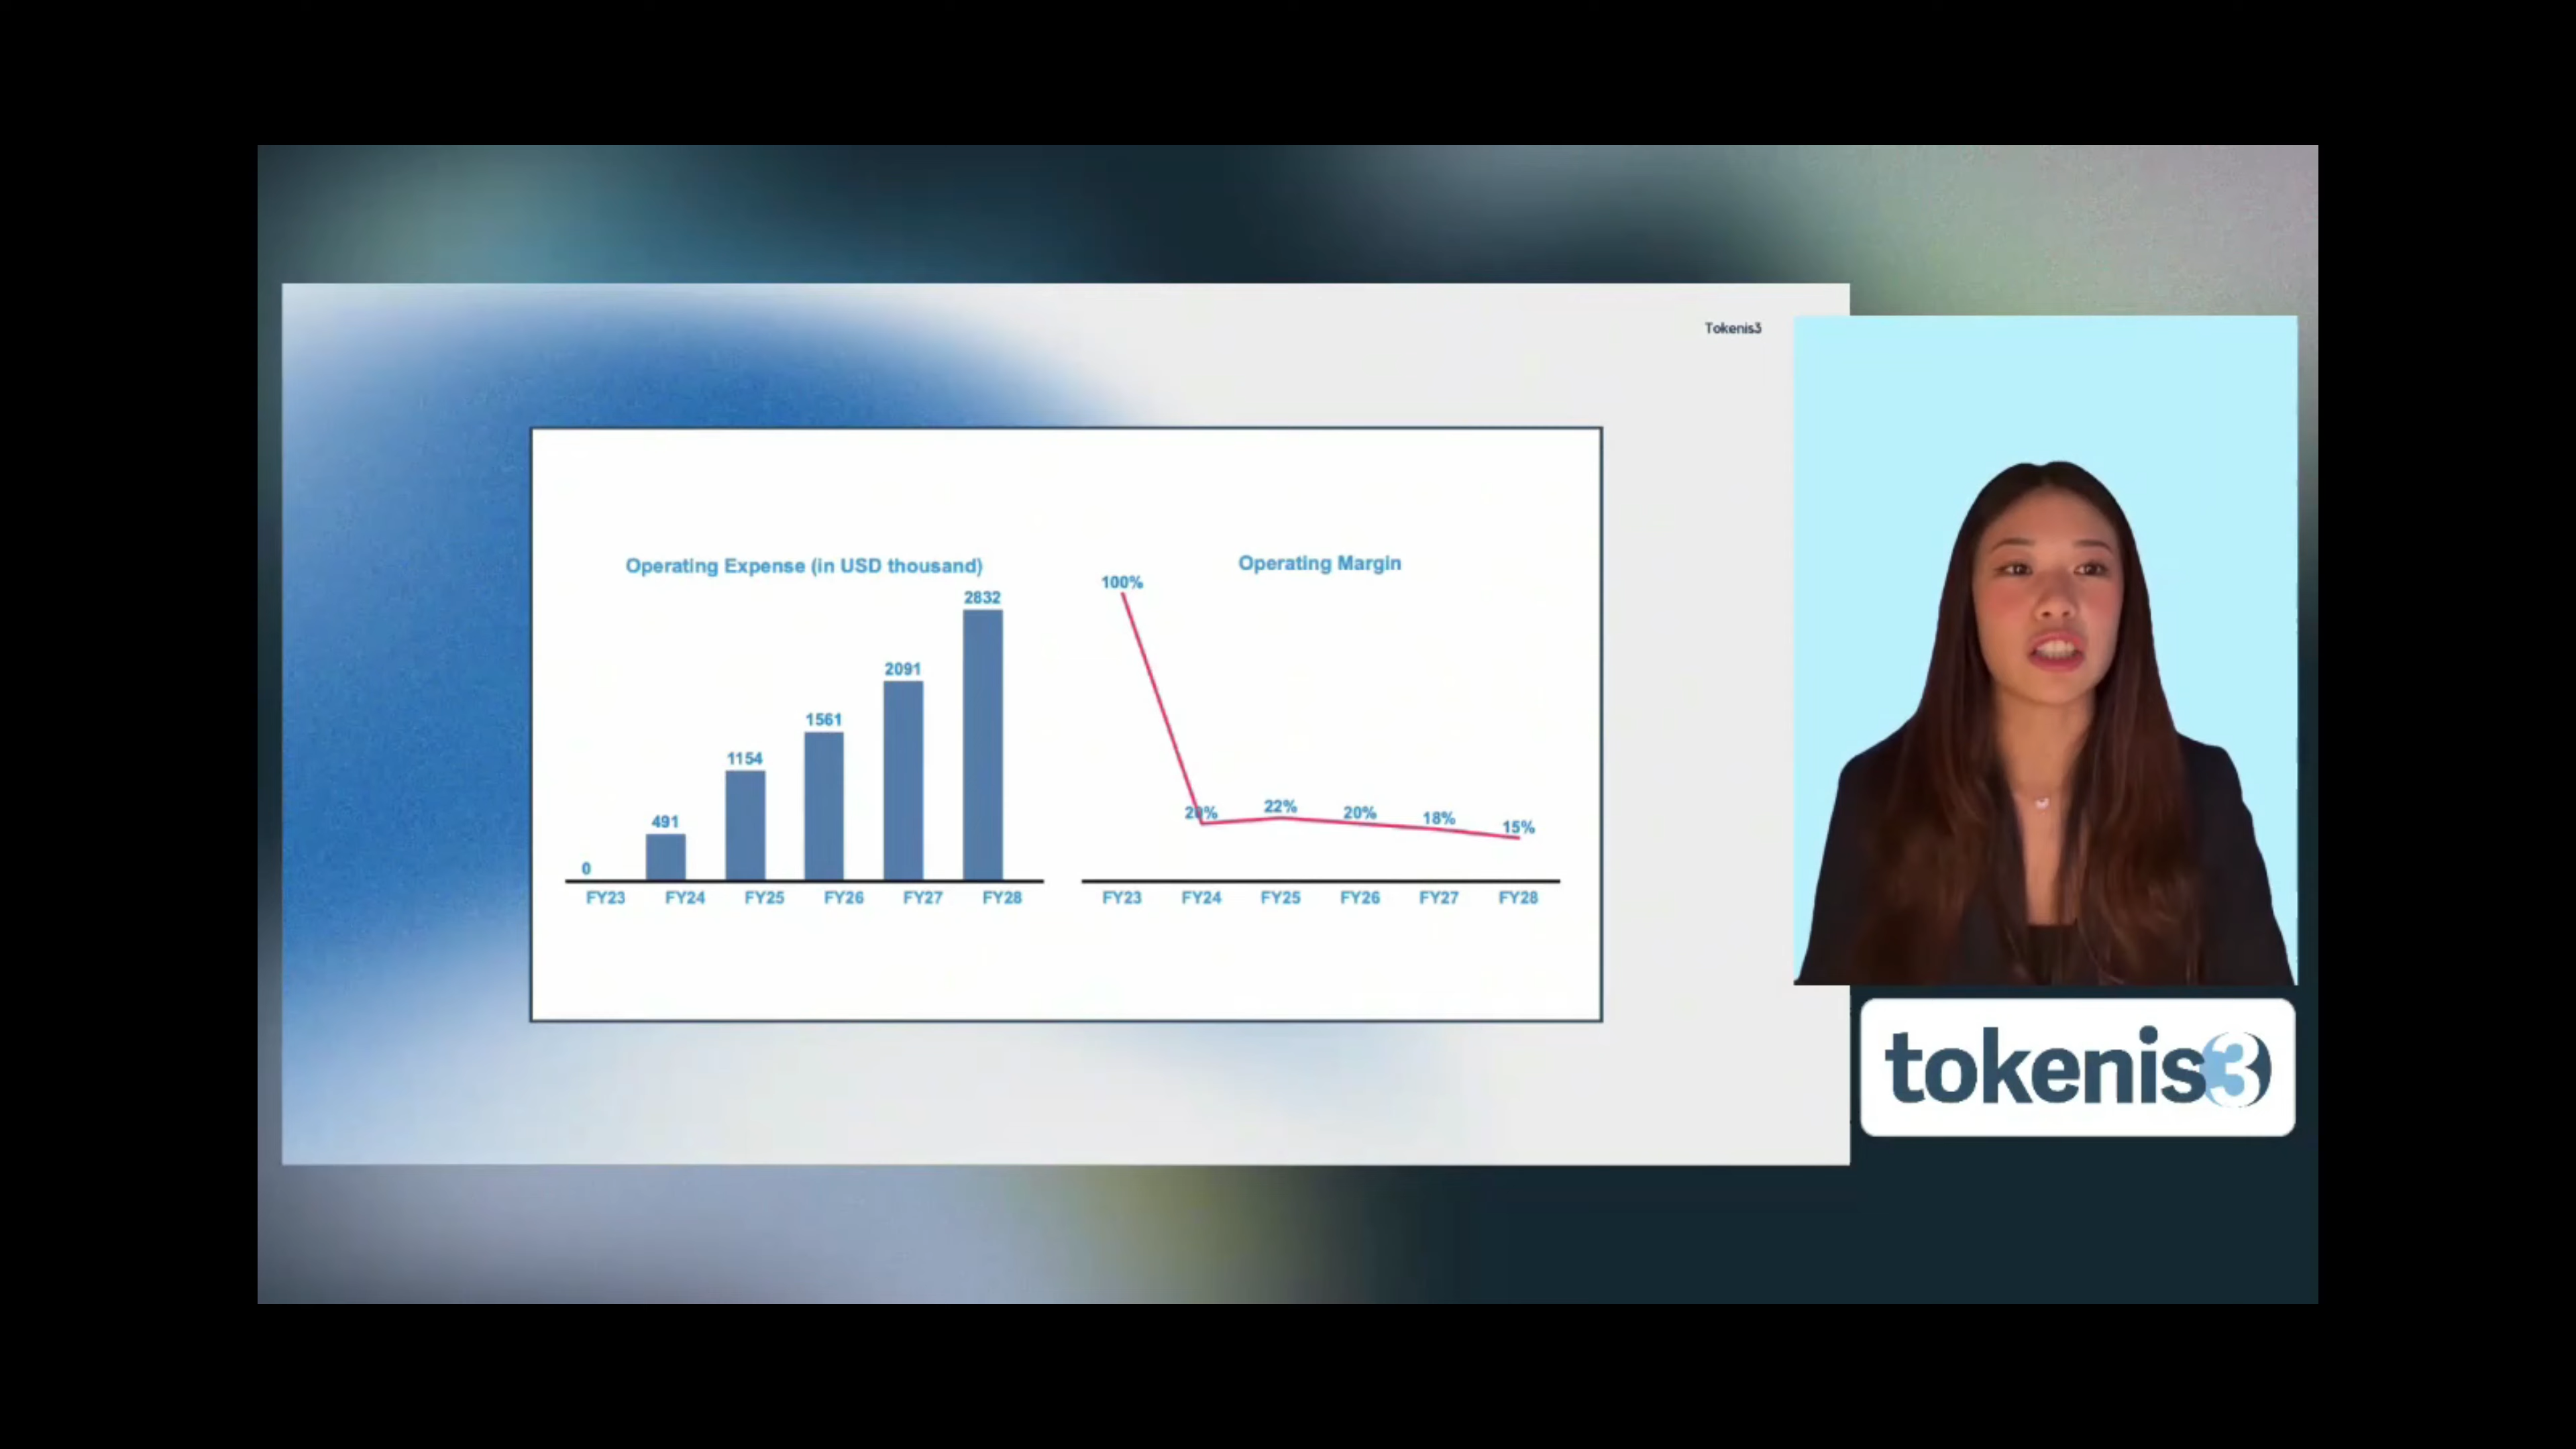 Tokenis3
Operating Expense (in USD thousand)
0
491
1154
1561
2091
2832
FY23 FY24 FY25 FY26 FY27 FY28
Operating Margin
100%
20%
22%
20%
18%
15%
FY23 FY24 FY25 FY26 FY27 FY28
tokenis3